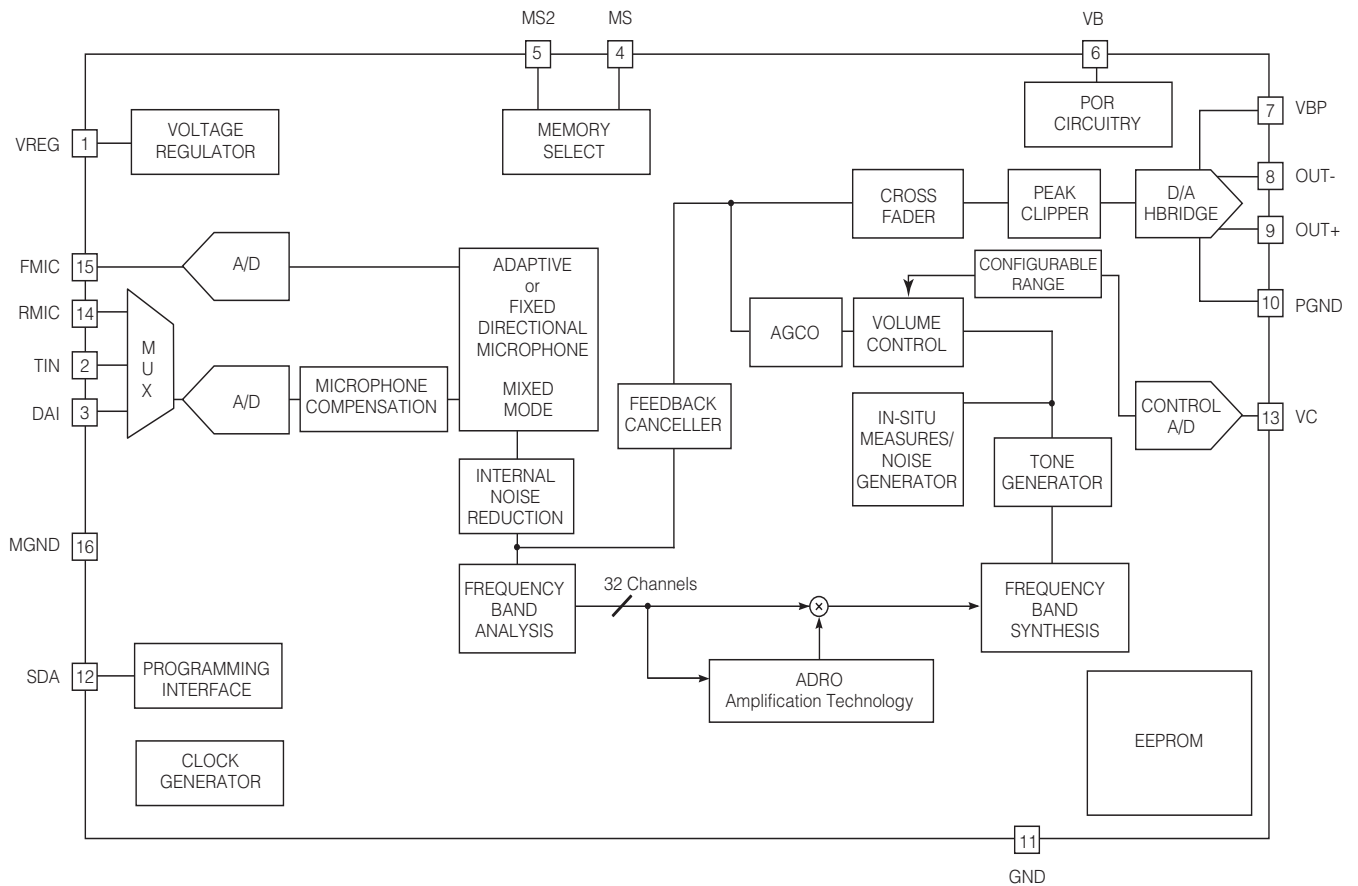 MS2
MS
VB
5
4
6
VREG
1
VOLTAGE
REGULATOR
MEMORY
SELECT
POR
CIRCUITRY
7
VBP
8
OUT-
9
OUT+
10
PGND
CROSS
FADER
PEAK
CLIPPER
D/A
HBRIDGE
FMIC
15
A/D
RMIC
14
TIN
2
DAI
3
M
U
X
A/D
MICROPHONE
COMPENSATION
ADAPTIVE
or
FIXED
DIRECTIONAL
MICROPHONE
MIXED
MODE
CONFIGURABLE
RANGE
AGCO
VOLUME
CONTROL
FEEDBACK
CANCELLER
IN-SITU
MEASURES/
NOISE
GENERATOR
TONE
GENERATOR
CONTROL
A/D
13
VC
INTERNAL
NOISE
REDUCTION
MGND
16
FREQUENCY
BAND
ANALYSIS
32 Channels
×
FREQUENCY
BAND
SYNTHESIS
SDA
12
PROGRAMMING
INTERFACE
ADRO
Amplification Technology
EEPROM
CLOCK
GENERATOR
11
GND